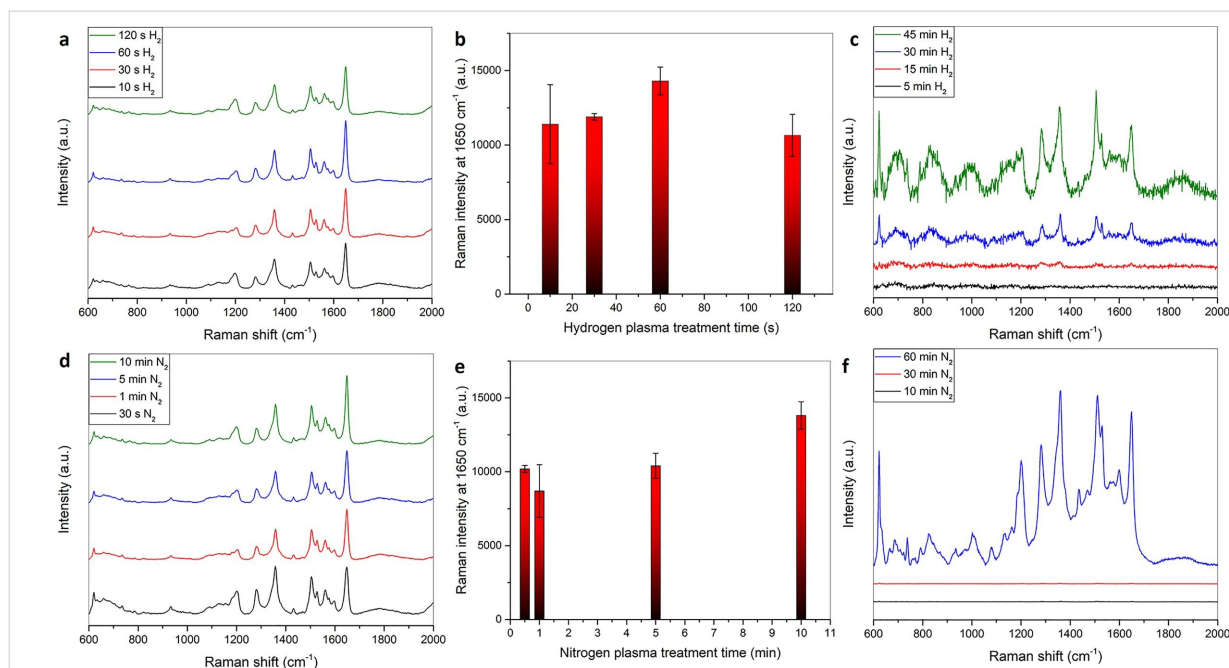 a
120 s H₂
60 s H₂
30 s H₂
10 s H₂
Intensity (a.u.)
600 800 1000 1200 1400 1600 1800 2000
Raman shift (cm⁻¹)
b
15000
10000
5000
0
Raman intensity at 1650 cm⁻¹ (a.u.)
0 20 40 60 80 100 120
Hydrogen plasma treatment time (s)
c
45 min H₂
30 min H₂
15 min H₂
5 min H₂
Intensity (a.u.)
600 800 1000 1200 1400 1600 1800 2000
Raman shift (cm⁻¹)
d
10 min N₂
5 min N₂
1 min N₂
30 s N₂
Intensity (a.u.)
600 800 1000 1200 1400 1600 1800 2000
Raman shift (cm⁻¹)
e
15000
10000
5000
0
Raman intensity at 1650 cm⁻¹ (a.u.)
0 1 2 3 4 5 6 7 8 9 10 11
Nitrogen plasma treatment time (min)
f
60 min N₂
30 min N₂
10 min N₂
Intensity (a.u.)
600 800 1000 1200 1400 1600 1800 2000
Raman shift (cm⁻¹)